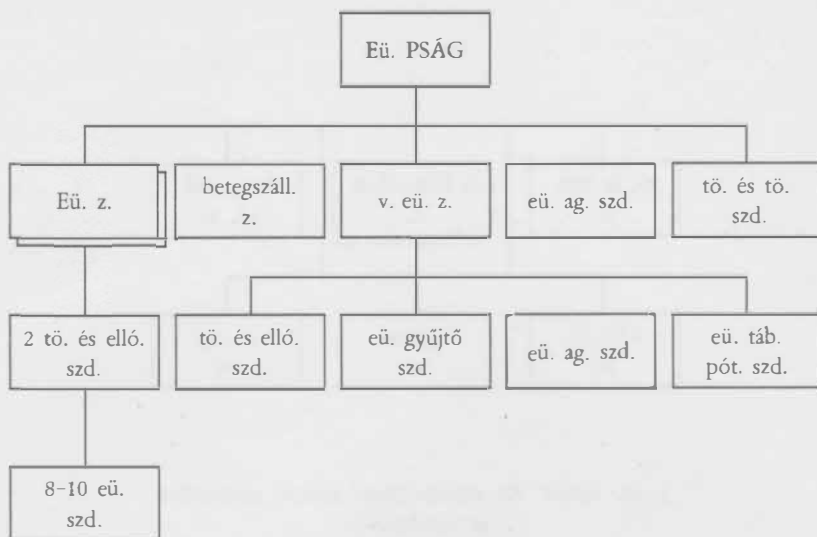 Eü. PSÁG
Eü. z.
betegszáll.
z.
v. eü. z.
eü. ag. szd.
tö. és tö.
szd.
2 tö. és elló.
szd.
tö. és elló.
szd.
eü. gyűjtő
szd.
eü. ag. szd.
eü. táb.
pót. szd.
8-10 eü.
szd.